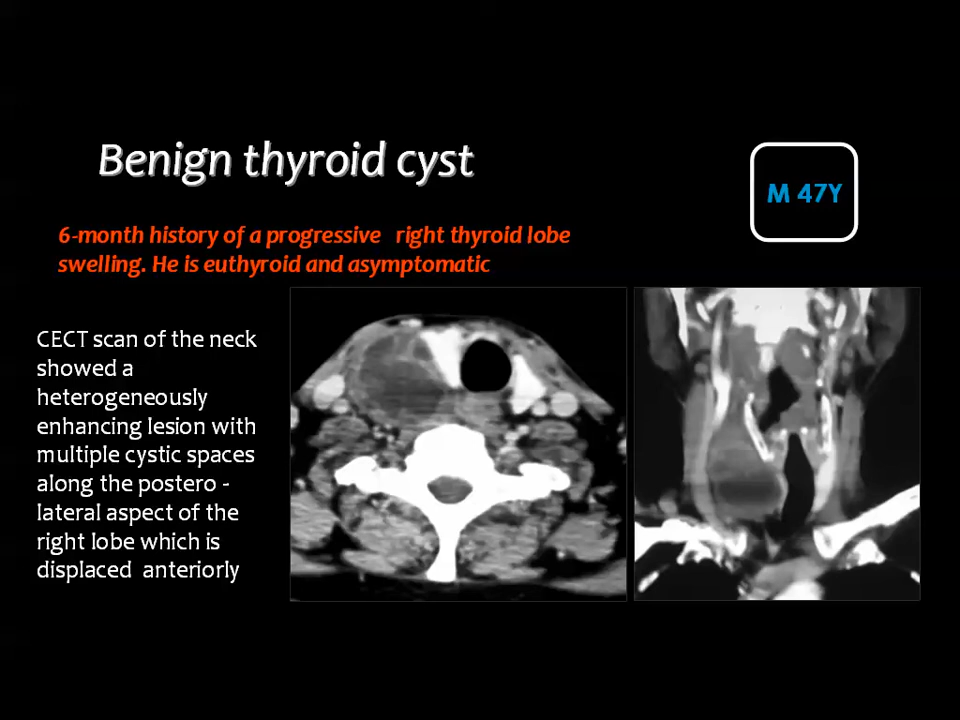 Benign thyroid cyst
M 47Y
6-month history of a progressive right thyroid lobe
swelling. He is euthyroid and asymptomatic
CECT scan of the neck
showed a
heterogeneously
enhancing lesion with
multiple cystic spaces
along the postero -
lateral aspect of the
right lobe which is
displaced anteriorly